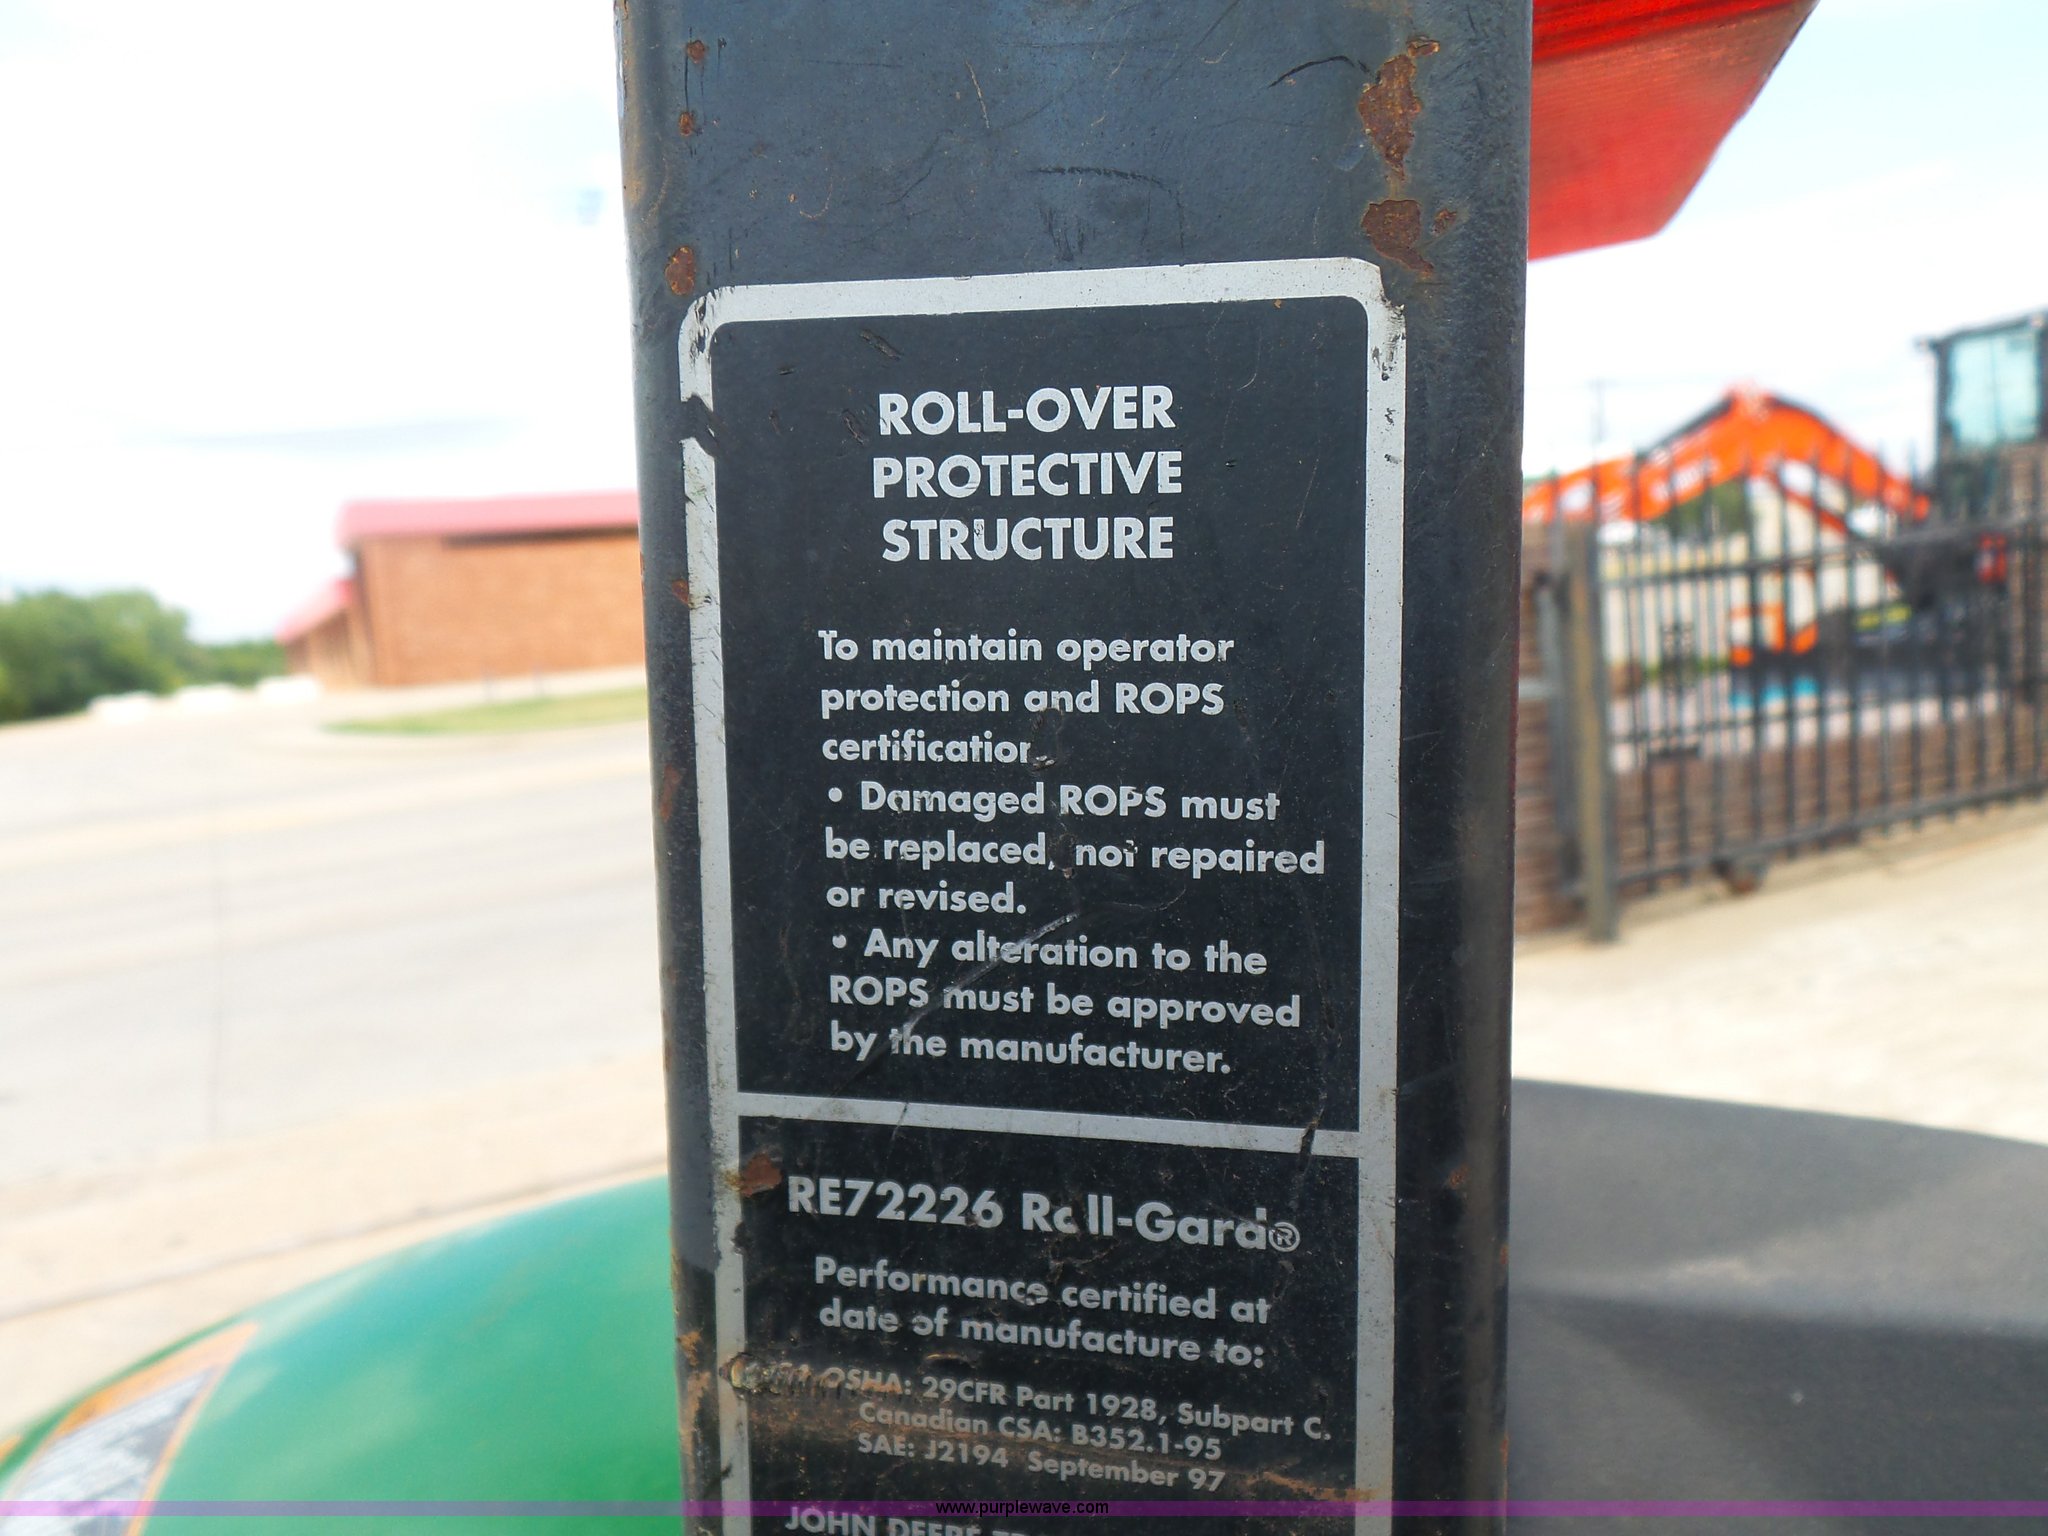 ROLL-OVER
PROTECTIVE
STRUCTURE
To maintain operator
protection and ROPS
certification
• Damaged ROPS must
be replaced, not repaired
or revised.
• Any alteration to the
ROPS must be approved
by the manufacturer.
RE72226 Roll-Gard®
Performance certified at
date of manufacture to:
OSHA: 29CFR Part 1928, Subpart C.
Canadian CSA: B352.1-95
SAE: J2194 September 97
www.purplewave.com
JOHN DEERE